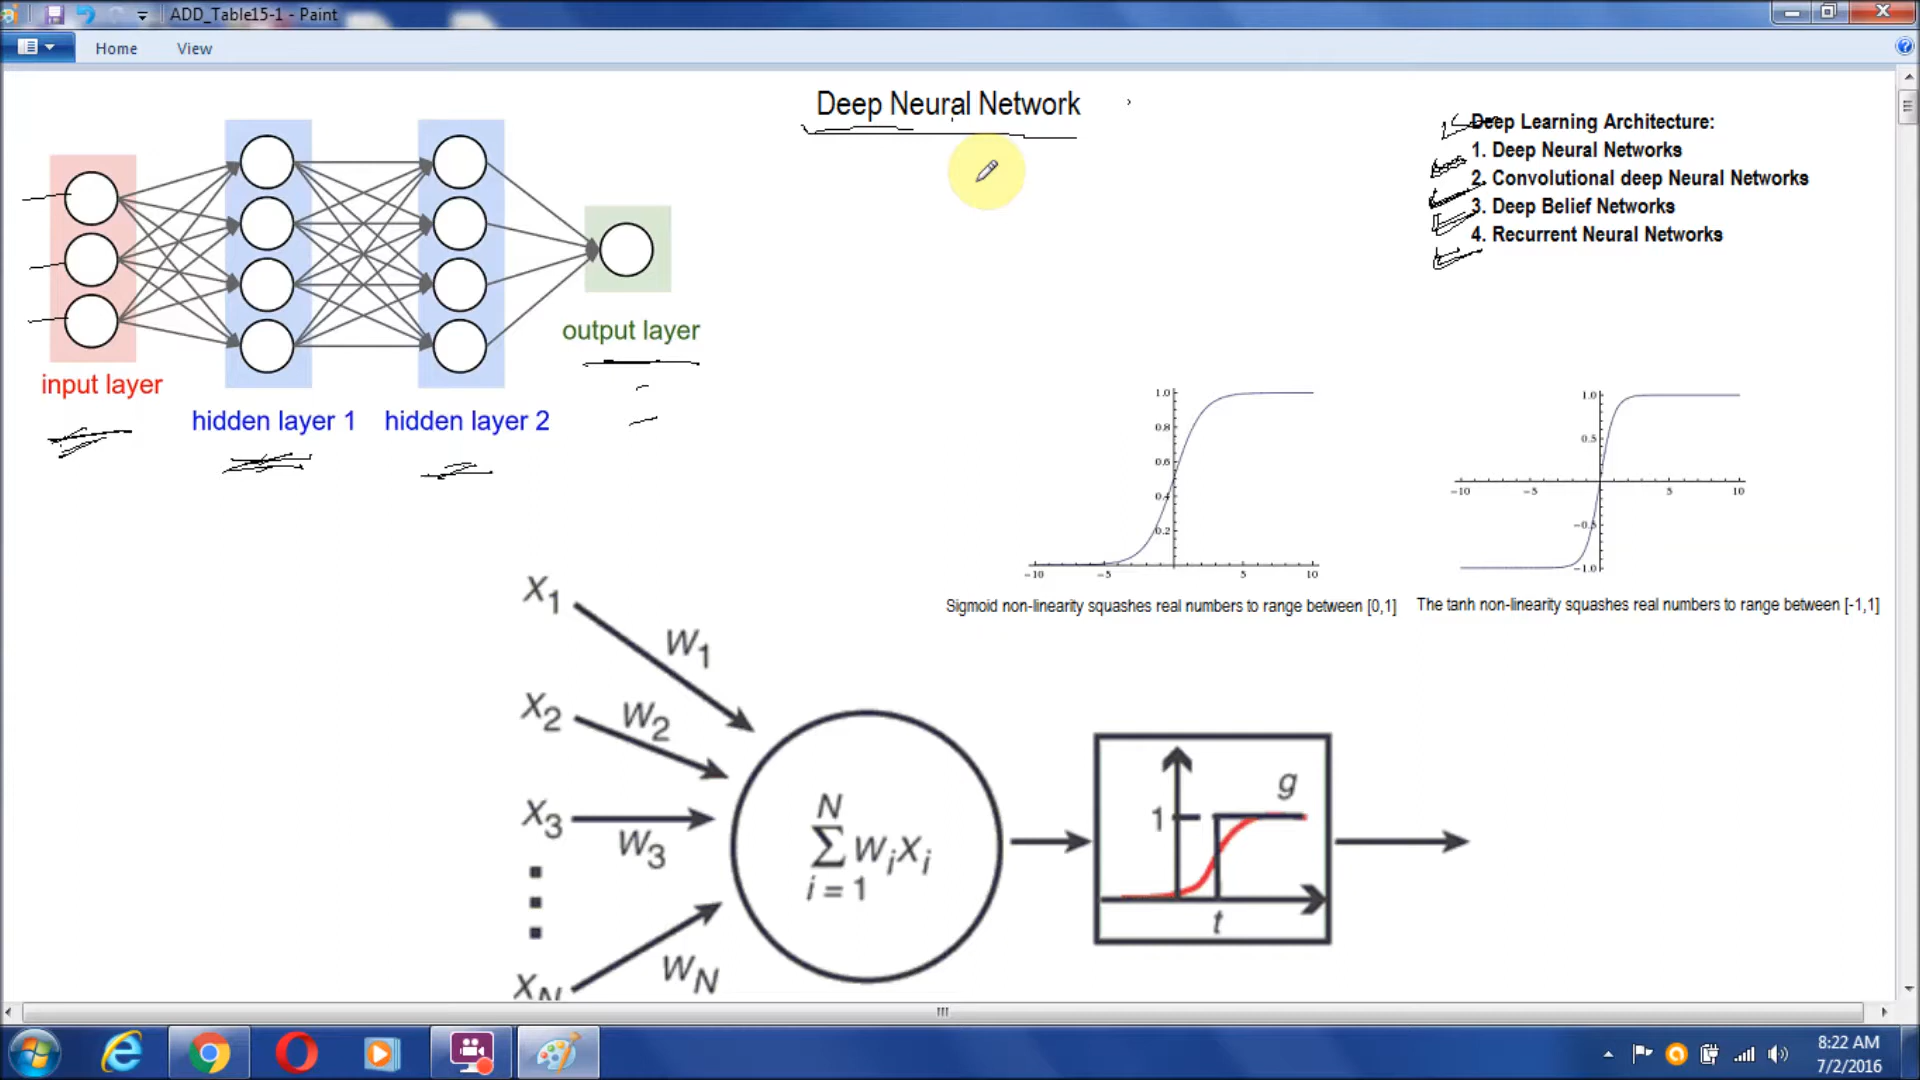 ADD_Table15-1 - Paint
Home View
Deep Neural Network
Deep Learning Architecture:
1. Deep Neural Networks
2. Convolutional deep Neural Networks
3. Deep Belief Networks
4. Recurrent Neural Networks
input layer
hidden layer 1
hidden layer 2
output layer
1.0
0.8
0.6
0.4
0.2
-10 -5 5 10
Sigmoid non-linearity squashes real numbers to range between [0,1]
1.0
0.5
-10 -5 5 10
-0.5
-1.0
The tanh non-linearity squashes real numbers to range between [-1,1]
X1
W1
X2
W2
X3
W3
XN
WN
N
∑ WiXi
i = 1
g
1
t
8:22 AM
7/2/2016